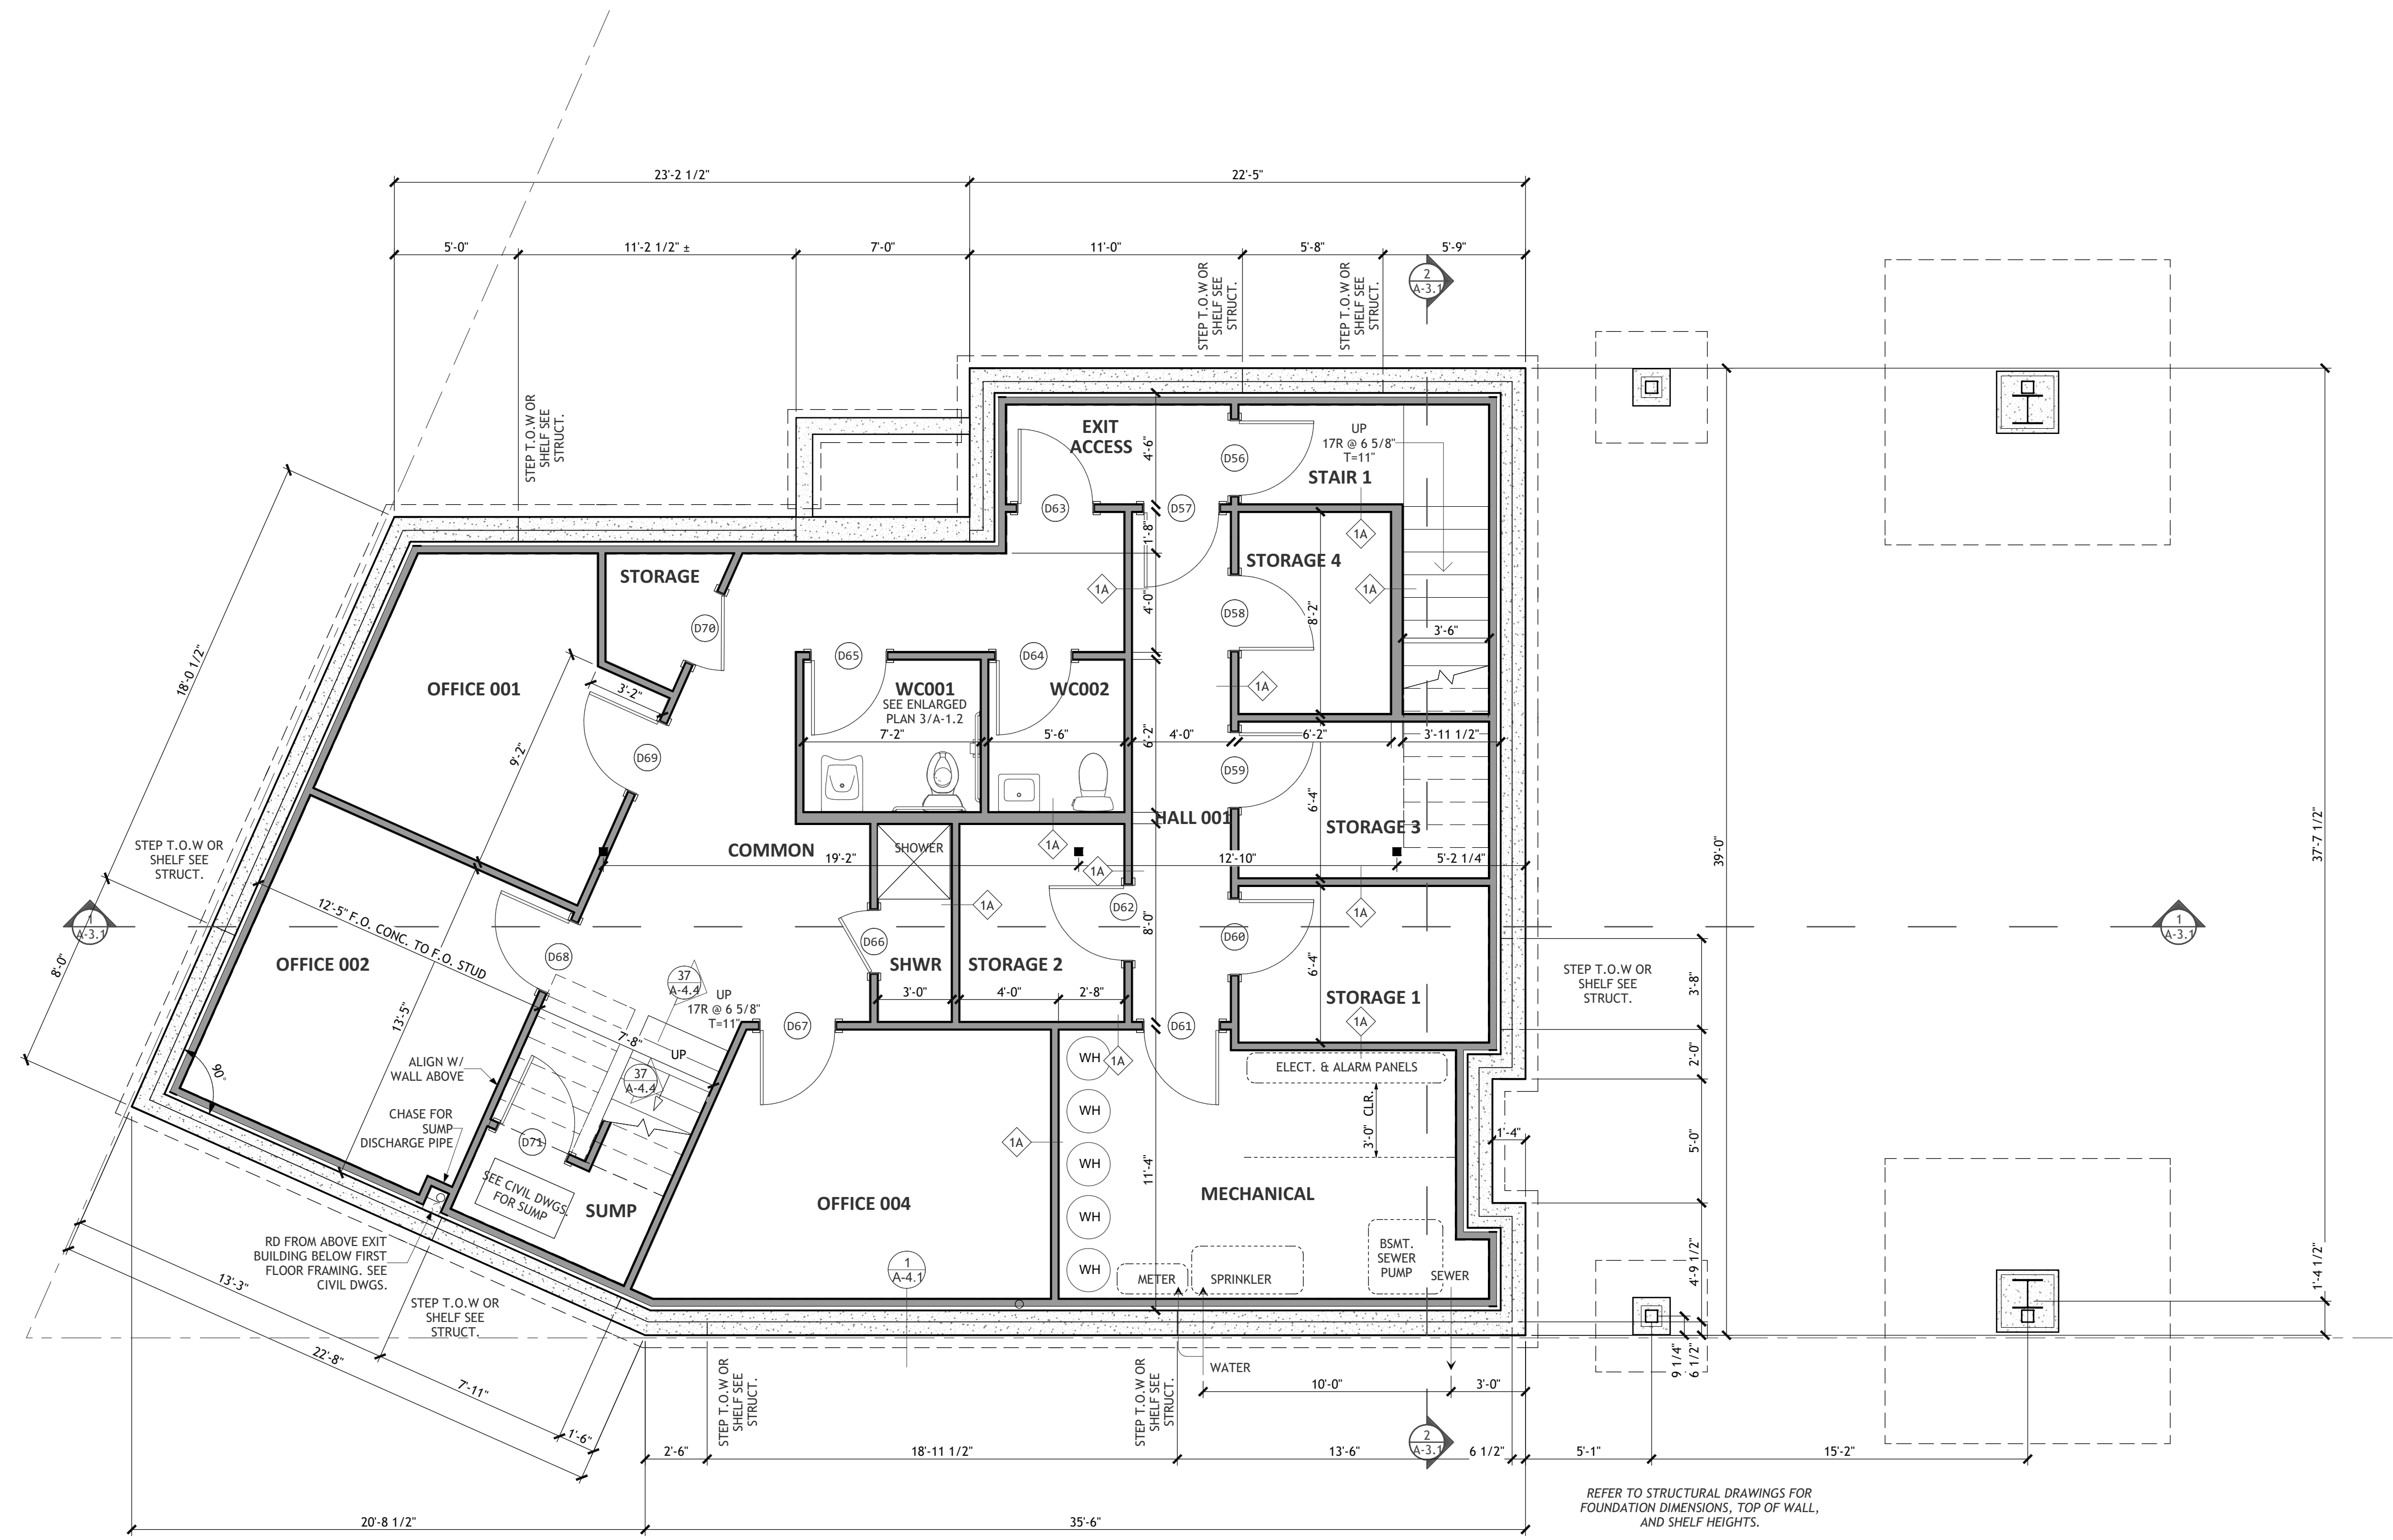 23'-2 1/2"
22'-5"
5'-0"
11'-2 1/2" ±
7'-0"
11'-0"
5'-8"
5'-9"
2
A-3.1
STEP T.O.W OR
SHELF SEE
STRUCT.
STEP T.O.W OR
SHELF SEE
STRUCT.
STEP T.O.W OR
SHELF SEE
STRUCT.
EXIT
ACCESS
4'-6"
D56
UP
17R @ 6 5/8"
T=11"
STAIR 1
D63
D57
1A
1'-8"
STORAGE 4
STORAGE
1A
1A
4'-0"
D58
8'-2"
D70
3'-6"
D65
D64
18'-0 1/2"
OFFICE 001
3'-2"
WC001
SEE ENLARGED
PLAN 3/A-1.2
WC002
1A
7'-2"
5'-6"
6'-2"
4'-0"
6'-2"
3'-11 1/2"
9'-2"
D69
D59
6'-4"
HALL 001
STORAGE 3
39'-0"
37'-7 1/2"
STEP T.O.W OR
SHELF SEE
STRUCT.
COMMON
SHOWER
1A
19'-2"
12'-10"
5'-2 1/4"
1A
12'-5" F.O. CONC. TO F.O. STUD
1A
D62
1A
8'-0"
1
A-3.1
D66
D60
1
A-3.1
8'-0"
OFFICE 002
D68
SHWR
STORAGE 2
6'-4"
STEP T.O.W OR
SHELF SEE
STRUCT.
3'-8"
37
A-4.4
UP
17R @ 6 5/8
T=11"
3'-0"
4'-0"
2'-8"
STORAGE 1
13'-5"
D67
D61
1A
7'-8"
UP
ALIGN W/
WALL ABOVE
37
A-4.4
WH
1A
ELECT. & ALARM PANELS
2'-0"
90°
CHASE FOR
SUMP
DISCHARGE PIPE
D71
WH
3'-0" CLR.
1'-4"
5'-0"
1A
WH
11'-4"
SEE CIVIL DWGS.
FOR SUMP
SUMP
OFFICE 004
WH
MECHANICAL
RD FROM ABOVE EXIT
BUILDING BELOW FIRST
FLOOR FRAMING. SEE
CIVIL DWGS.
1
A-4.1
WH
METER
SPRINKLER
BSMT.
SEWER
PUMP
SEWER
4'-9 1/2"
1'-4 1/2"
13'-3"
STEP T.O.W OR
SHELF SEE
STRUCT.
22'-8"
7'-11"
1'-6"
STEP T.O.W OR
SHELF SEE
STRUCT.
STEP T.O.W OR
SHELF SEE
STRUCT.
WATER
9 1/4"
6 1/2"
10'-0"
3'-0"
2
A-3.1
2'-6"
18'-11 1/2"
13'-6"
6 1/2"
5'-1"
15'-2"
REFER TO STRUCTURAL DRAWINGS FOR
FOUNDATION DIMENSIONS, TOP OF WALL,
AND SHELF HEIGHTS.
20'-8 1/2"
35'-6"